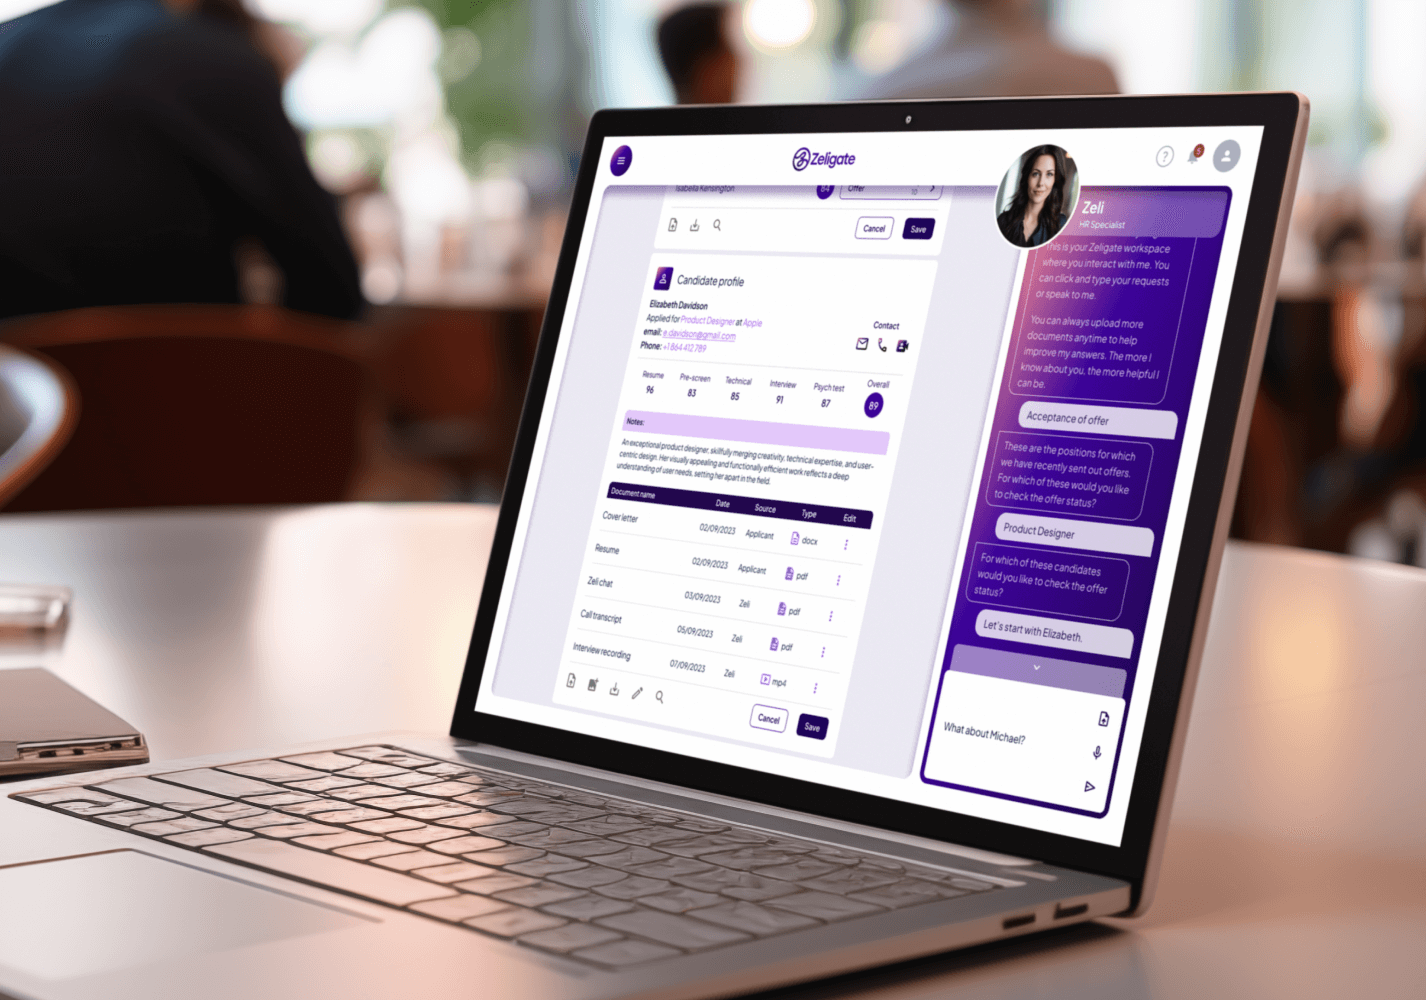 Zeligate
?
5
Isabella Kensington
84
Offer
Cancel
Save
Candidate profile
Elizabeth Davidson
Applied for Product Designer at Apple
email: e.davidson@gmail.com
Phone: +1 864 412 789
Contact
Resume Pre-screen Technical Interview Psych test Overall
96 83 85 91 87 89
Notes:
An exceptional product designer, skilfully merging creativity, technical expertise, and user-
centric design. Her visually appealing and functionally efficient work reflects a deep
understanding of user needs, setting her apart in the field.
Document name Date Source Type Edit
Cover letter 02/09/2023 Applicant docx
Resume 02/09/2023 Applicant pdf
Zeli chat 03/09/2023 Zeli pdf
Call transcript 05/09/2023 Zeli pdf
Interview recording 07/09/2023 Zeli mp4
Cancel
Save
Zeli
HR Specialist
This is your Zeligate workspace
where you interact with me. You
can click and type your requests
or speak to me.
You can always upload more
documents anytime to help
improve my answers. The more I
know about you, the more helpful I
can be.
Acceptance of offer
These are the positions for which
we have recently sent out offers.
For which of these would you like
to check the offer status?
Product Designer
For which of these candidates
would you like to check the offer
status?
Let's start with Elizabeth.
What about Michael?